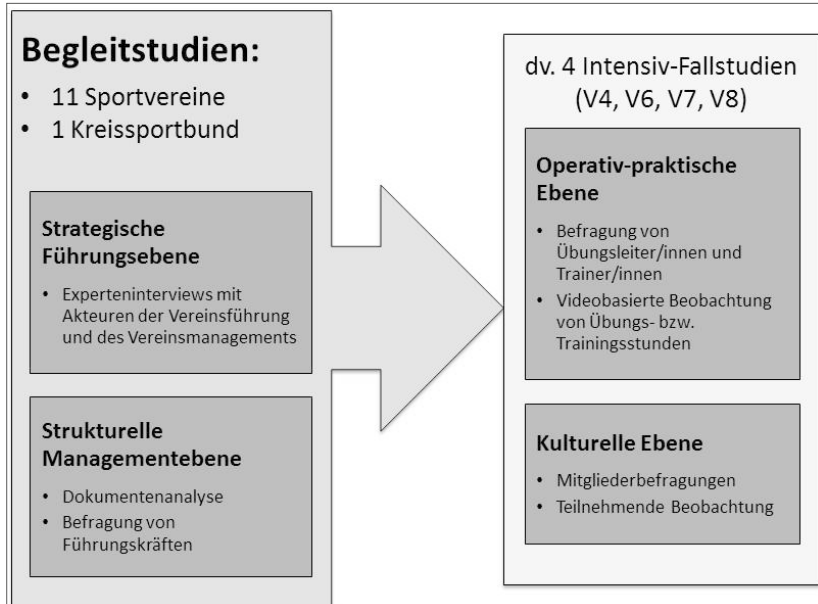 Begleitstudien:
• 11 Sportvereine
• 1 Kreissportbund
Strategische
Führungsebene
• Experteninterviews mit
Akteuren der Vereinsführung
und des Vereinsmanagements
Strukturelle
Managementebene
• Dokumentenanalyse
• Befragung von
Führungskräften
dv. 4 Intensiv-Fallstudien
(V4, V6, V7, V8)
Operativ-praktische
Ebene
• Befragung von
Übungsleiter/innen und
Trainer/innen
• Videobasierte Beobachtung
von Übungs- bzw.
Trainingsstunden
Kulturelle Ebene
• Mitgliederbefragungen
• Teilnehmende Beobachtung